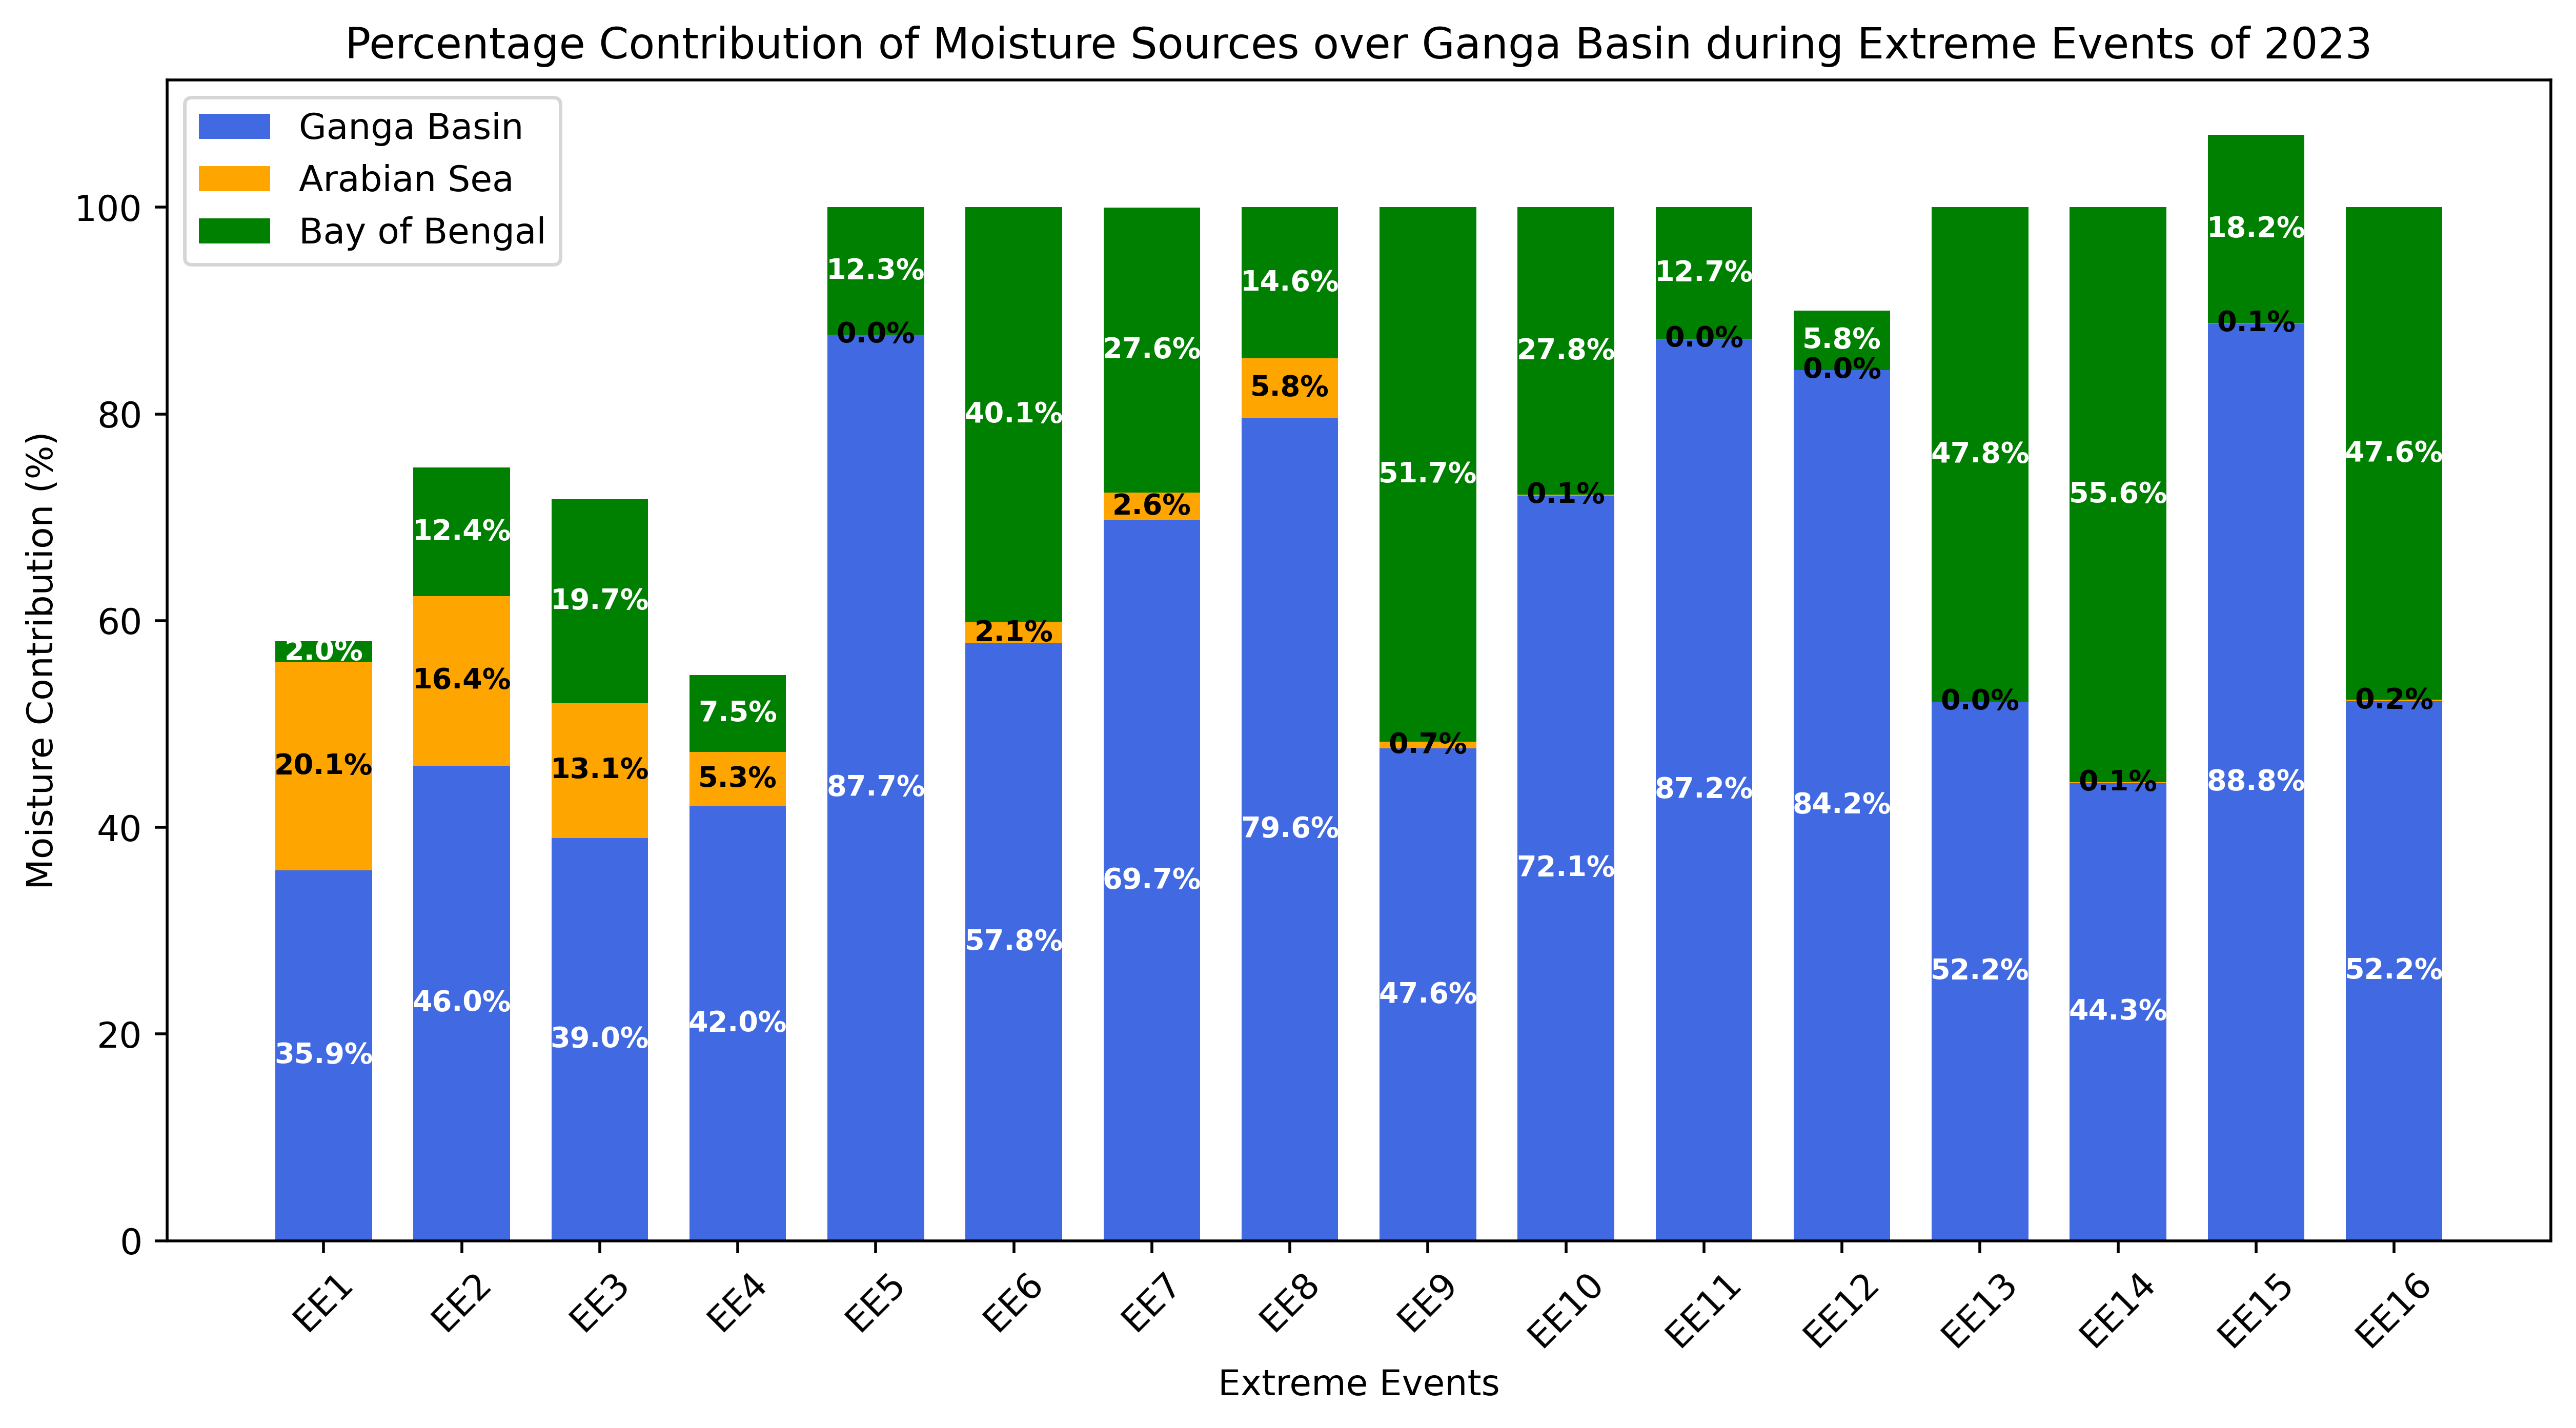 Percentage Contribution of Moisture Sources over Ganga Basin during Extreme Events of 2023
Ganga Basin
Arabian Sea
Bay of Bengal
Moisture Contribution (%)
100
80
60
40
20
0
2.0%
20.1%
35.9%
12.4%
16.4%
46.0%
19.7%
13.1%
39.0%
7.5%
5.3%
42.0%
12.3%
0.0%
87.7%
40.1%
2.1%
57.8%
27.6%
2.6%
69.7%
14.6%
5.8%
79.6%
51.7%
0.7%
47.6%
27.8%
0.1%
72.1%
12.7%
0.0%
87.2%
5.8%
0.0%
84.2%
47.8%
0.0%
52.2%
55.6%
0.1%
44.3%
18.2%
0.1%
88.8%
47.6%
0.2%
52.2%
EE1
EE2
EE3
EE4
EE5
EE6
EE7
EE8
EE9
EE10
EE11
EE12
EE13
EE14
EE15
EE16
Extreme Events